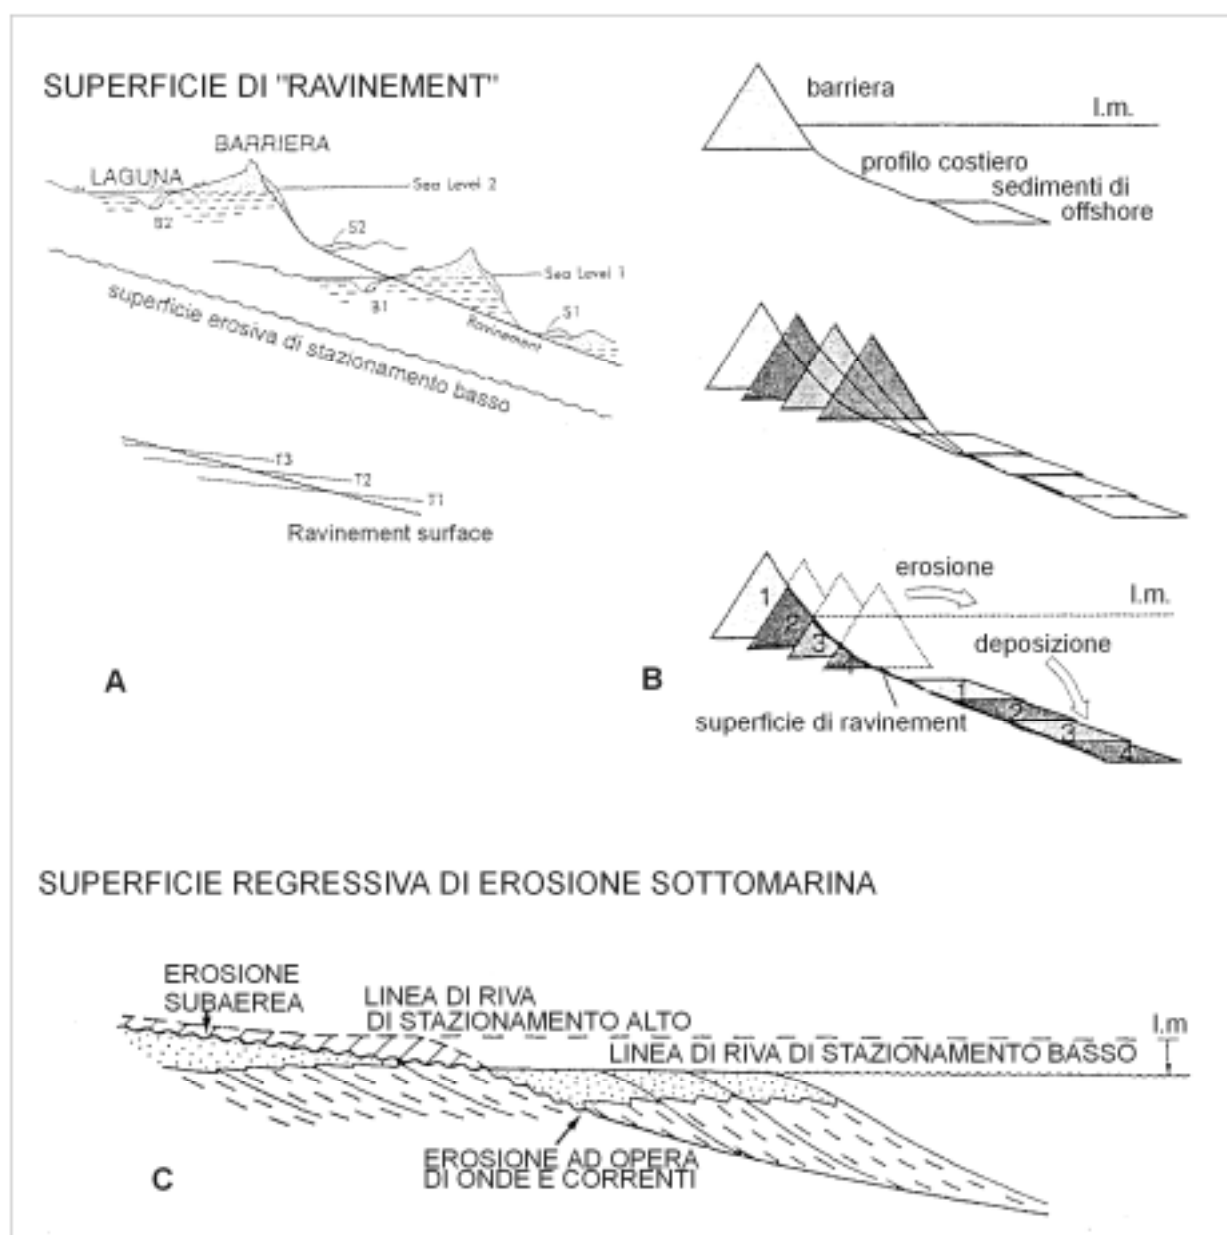 SUPERFICIE DI "RAVINEMENT"
BARRIERA
LAGUNA
Sea Level 2
B2
S2
Sea Level 1
B1
S1
Ravinement
superficie erosiva di stazionamento basso
T3
T2
T1
Ravinement surface
A
barriera
l.m.
profilo costiero
sedimenti di
offshore
erosione
l.m.
1
2
3
deposizione
B
1
2
3
4
superficie di ravinement
SUPERFICIE REGRESSIVA DI EROSIONE SOTTOMARINA
EROSIONE
SUBAEREA
LINEA DI RIVA
DI STAZIONAMENTO ALTO
l.m
LINEA DI RIVA DI STAZIONAMENTO BASSO
EROSIONE AD OPERA
DI ONDE E CORRENTI
C